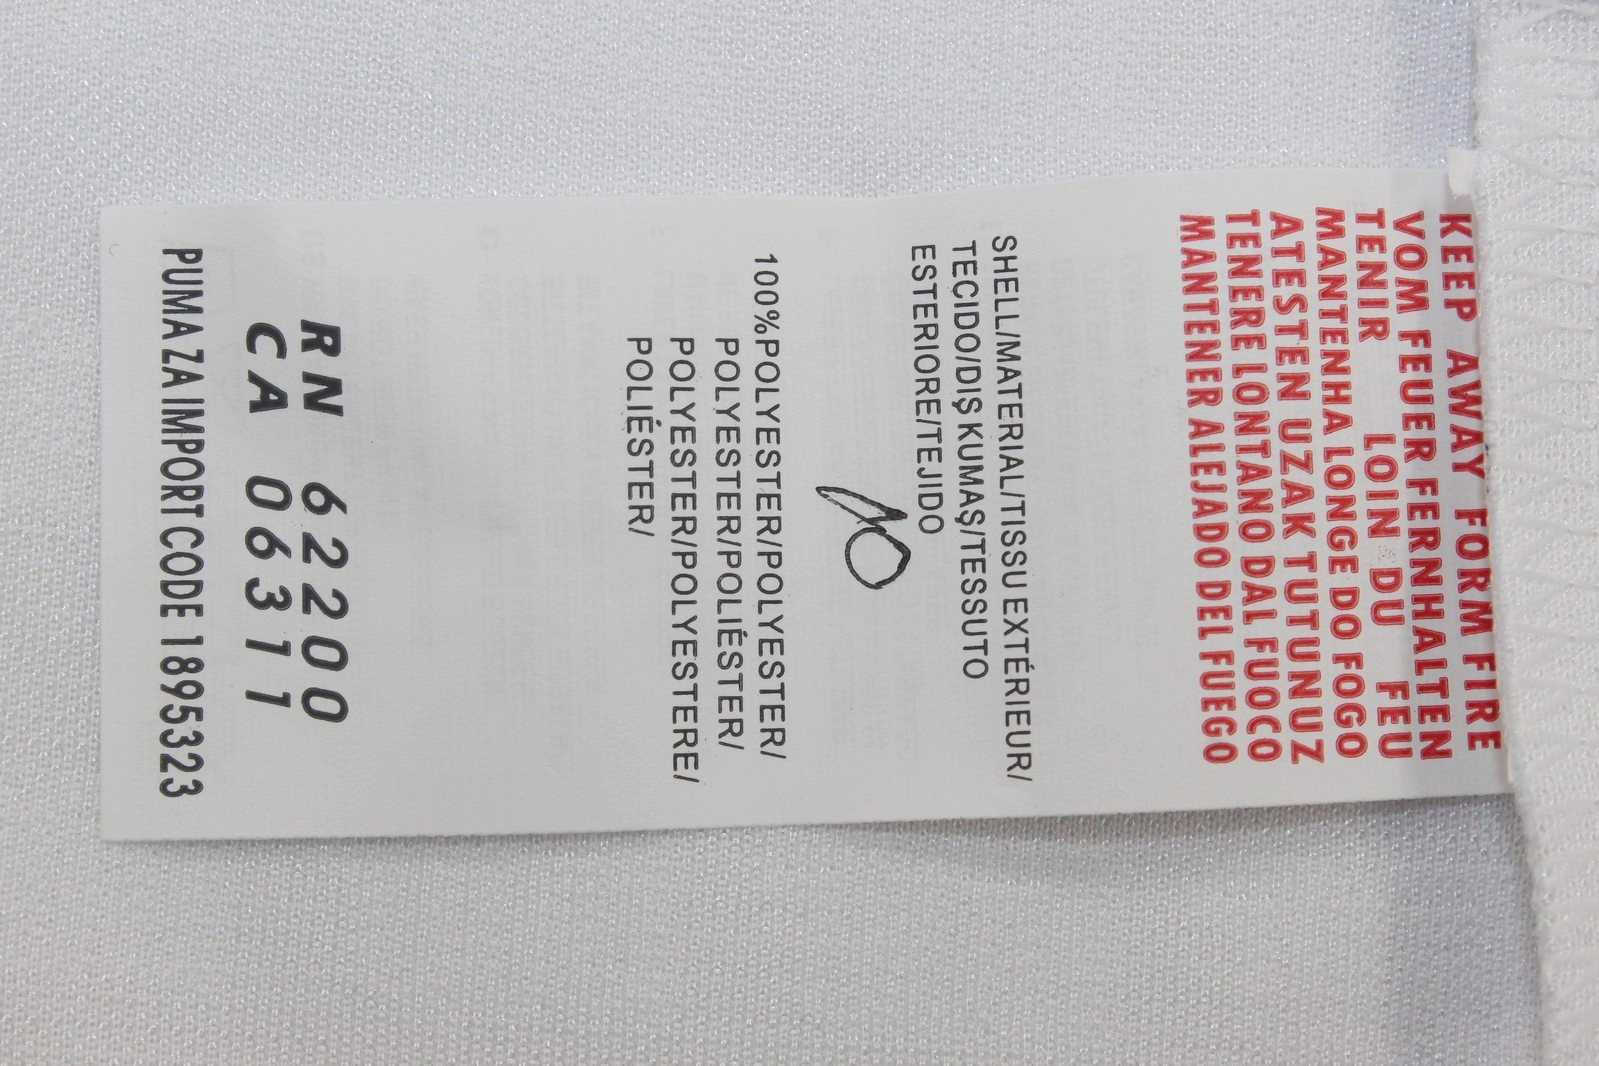 KEEP AWAY FORM FIRE
VOM FEUER FERNHALTEN
TENIR LOIN DU FEU
MANTENHA LONGE DO FOGO
ATESTEN UZAK TUTUNUZ
TENERE LONTANO DAL FUOCO
MANTENER ALEJADO DEL FUEGO
SHELL/MATERIAL/TISSU EXTÉRIEUR/
TECIDO/DIŞ KUMAŞ/TESSUTO
ESTERIORE/TEJIDO
100%POLYESTER/POLYESTER/
POLYESTER/POLIÉSTER/
POLYESTER/POLYESTERE/
POLIÉSTER/
RN 62200
CA 06311
PUMA ZA IMPORT CODE 1895323